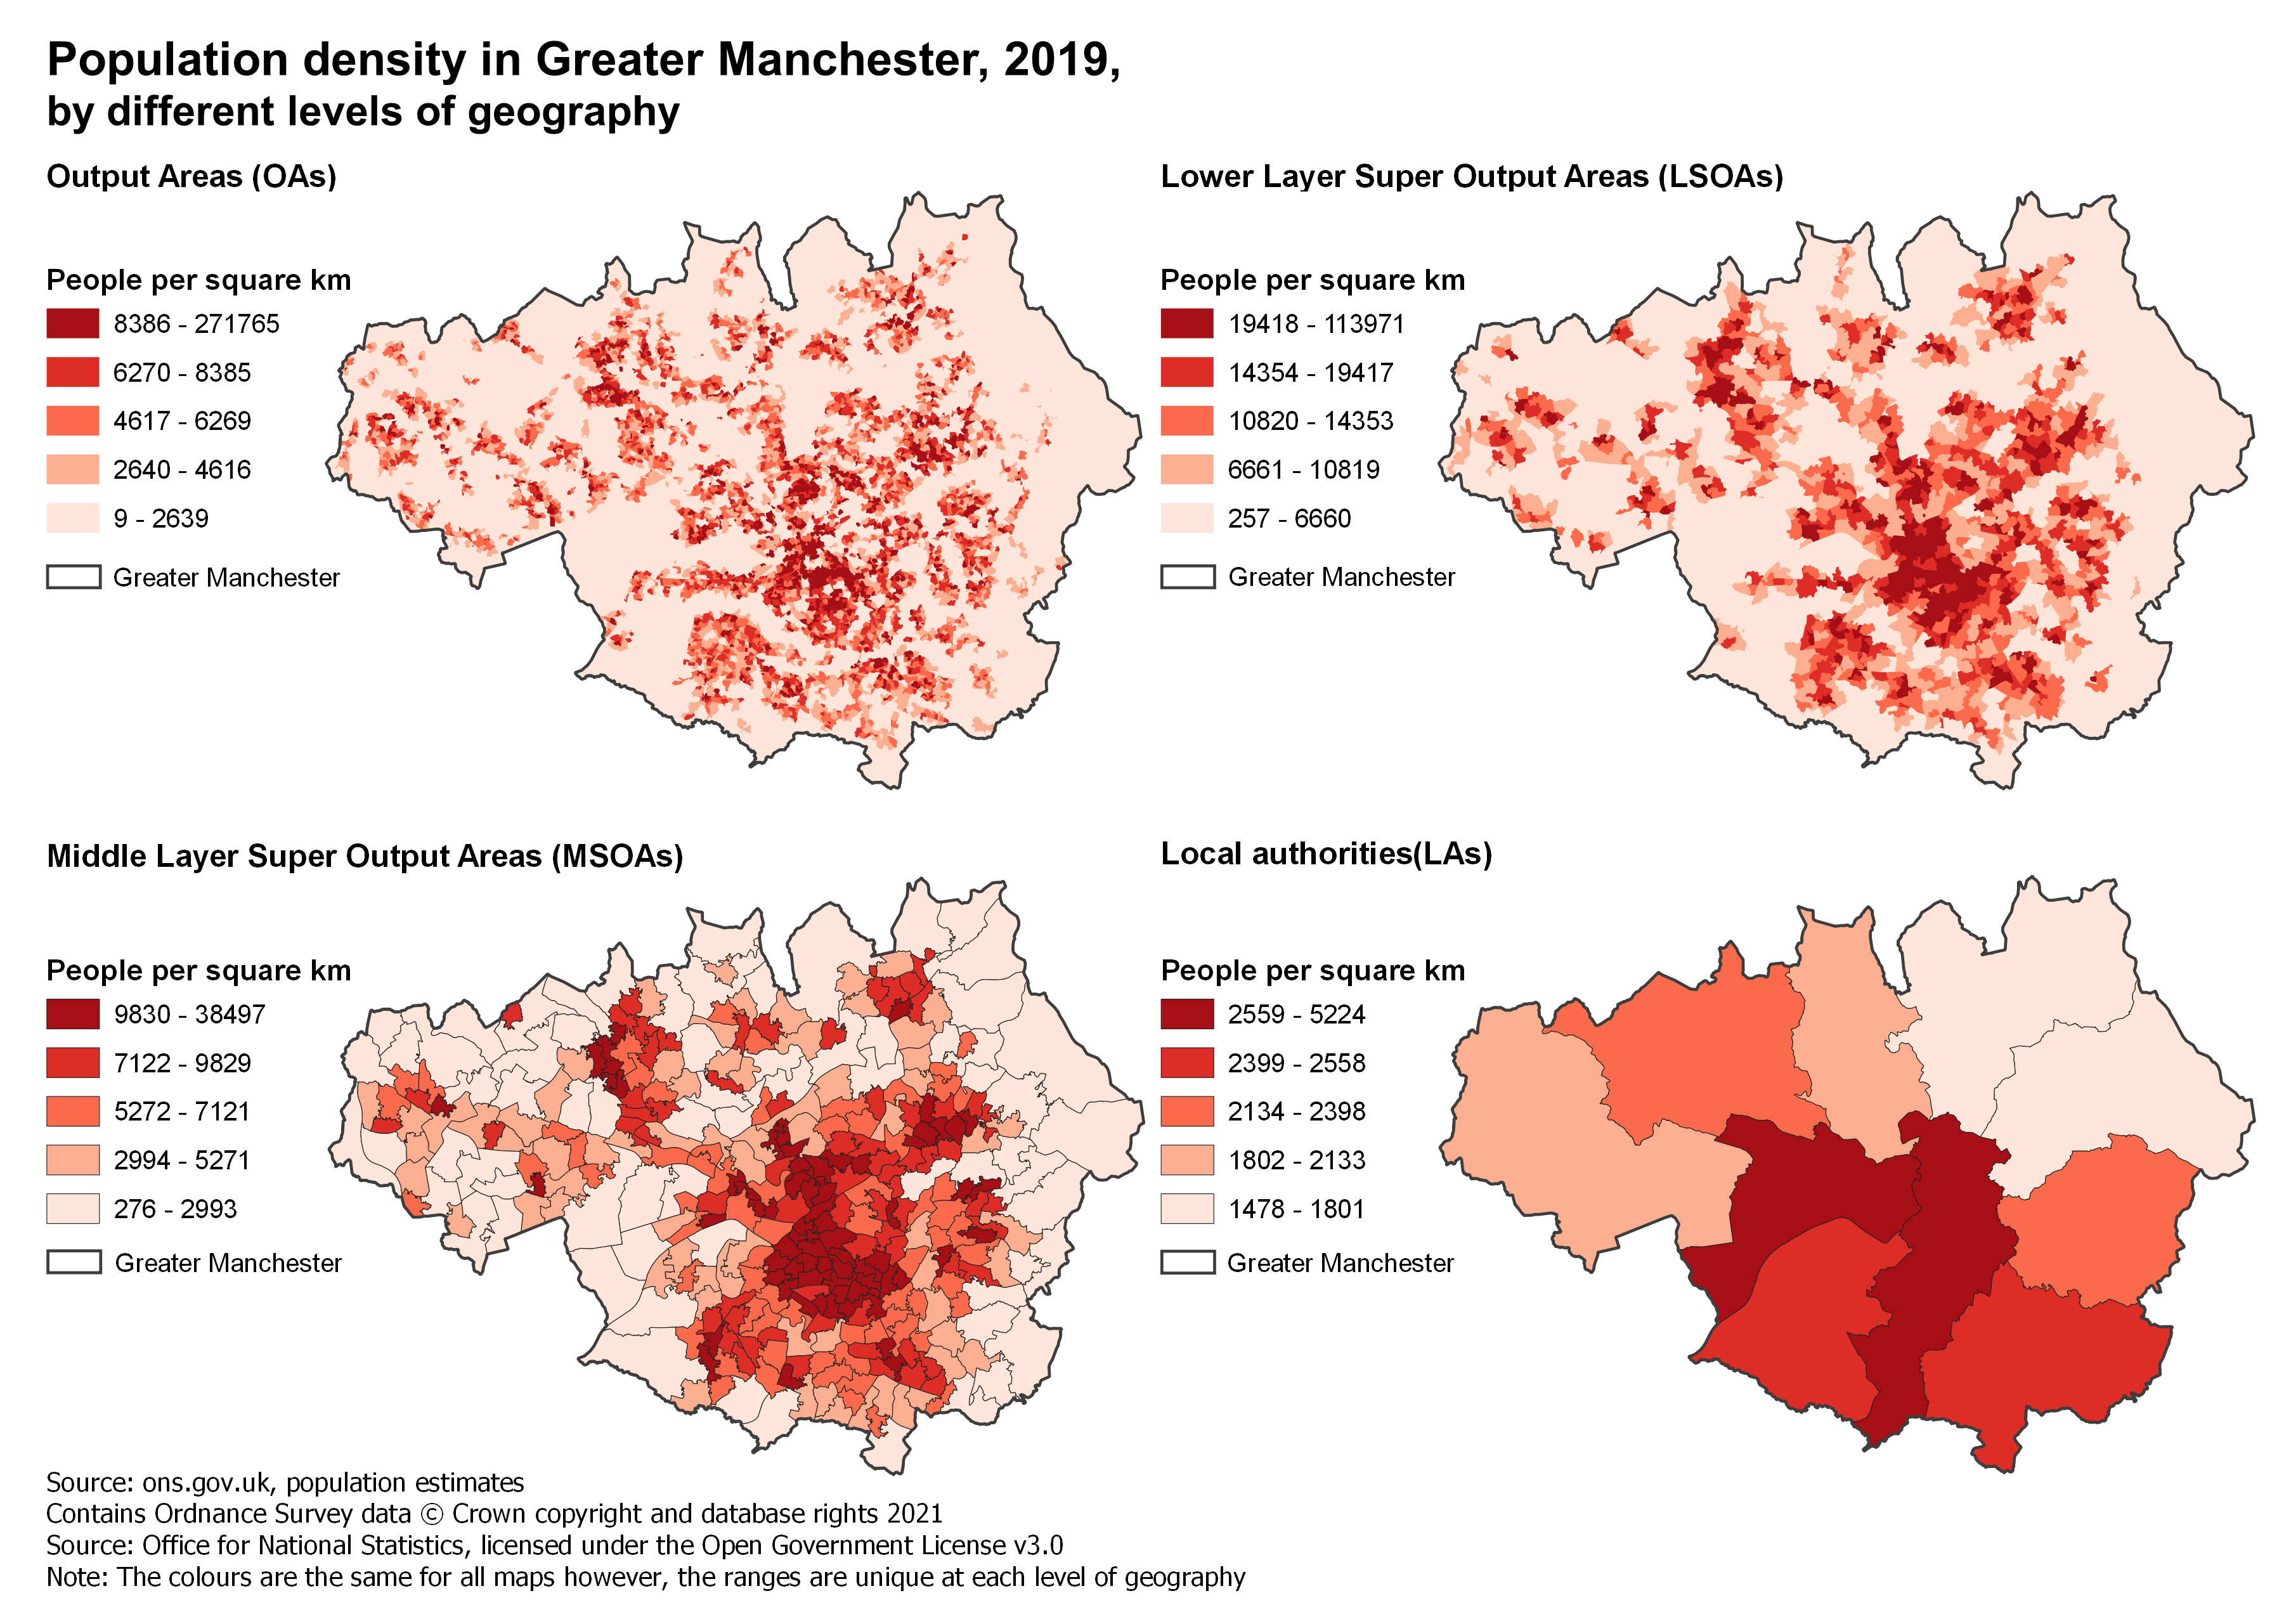 Population density in Greater Manchester, 2019,
by different levels of geography
Output Areas (OAs)
People per square km
8386 - 271765
6270 - 8385
4617 - 6269
2640 - 4616
9 - 2639
Greater Manchester
Lower Layer Super Output Areas (LSOAs)
People per square km
19418 - 113971
14354 - 19417
10820 - 14353
6661 - 10819
257 - 6660
Greater Manchester
Middle Layer Super Output Areas (MSOAs)
People per square km
9830 - 38497
7122 - 9829
5272 - 7121
2994 - 5271
276 - 2993
Greater Manchester
Local authorities(LAs)
People per square km
2559 - 5224
2399 - 2558
2134 - 2398
1802 - 2133
1478 - 1801
Greater Manchester
Source: ons.gov.uk, population estimates
Contains Ordnance Survey data © Crown copyright and database rights 2021
Source: Office for National Statistics, licensed under the Open Government License v3.0
Note: The colours are the same for all maps however, the ranges are unique at each level of geography